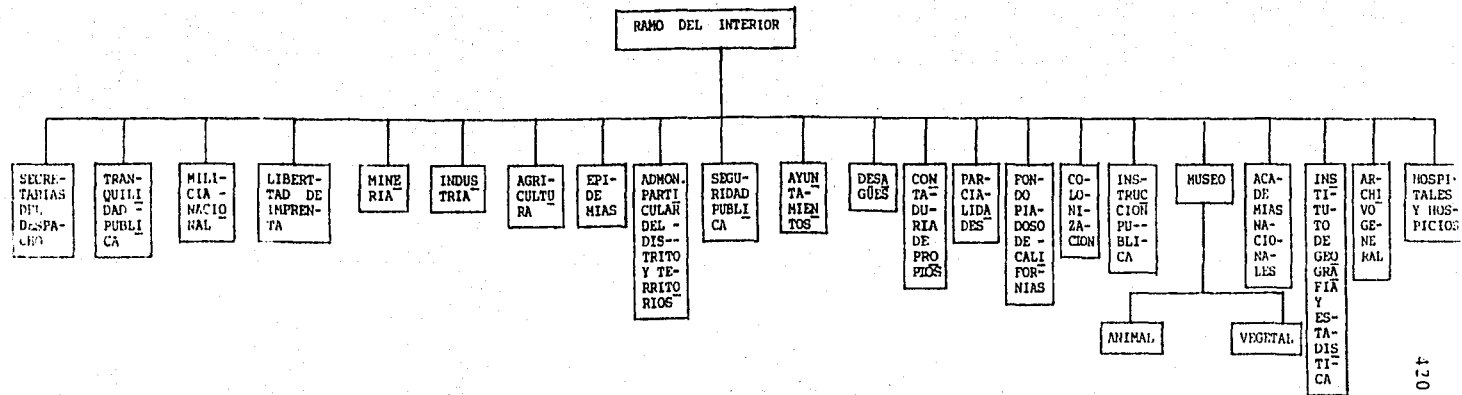 RAMO DEL INTERIOR
SECRE-
TARIAS
DEL
DESPA-
CHO
TRAN-
QUILI
DAD -
PUBLI
CA
MILI-
CIA -
NACIO
NAL
LIBERT-
TAD DE
IMPREN-
TA
MINE
RIA
INDUS
TRIA
AGRI-
CULTU
RA
EPI-
DE
MIAS
ADMON.
PARTI
CULAR
DEL -
DIS--
TRITO
Y TE-
RRITO
RIOS
SEGU-
RIDAD
PUBLI
CA
AYUN
TA-
MIEN
TOS
DESA
GÜES
CON
TA-
DU-
RIA
DE
PRO
PIOS
PAR-
CIA-
LIDA
DES
FON-
DO
PIA-
DOSO
DE -
CALI
FOR-
NIAS
CO-
LO-
NI-
ZA-
CION
INS-
TRUC
CION
PU--
BLI-
CA
MUSEO
ACA-
DE
MIAS
NA-
CIO-
NA-
LES
INS
TI-
TU-
TO
DE
GEO
GRA
FIA
Y
ES-
TA-
DIS
TI-
CA
AR-
CHI
VO
GE-
NE
RAL
HOSPI-
TALES
Y HOS-
PICIOS
ANIMAL
VEGETAL
420